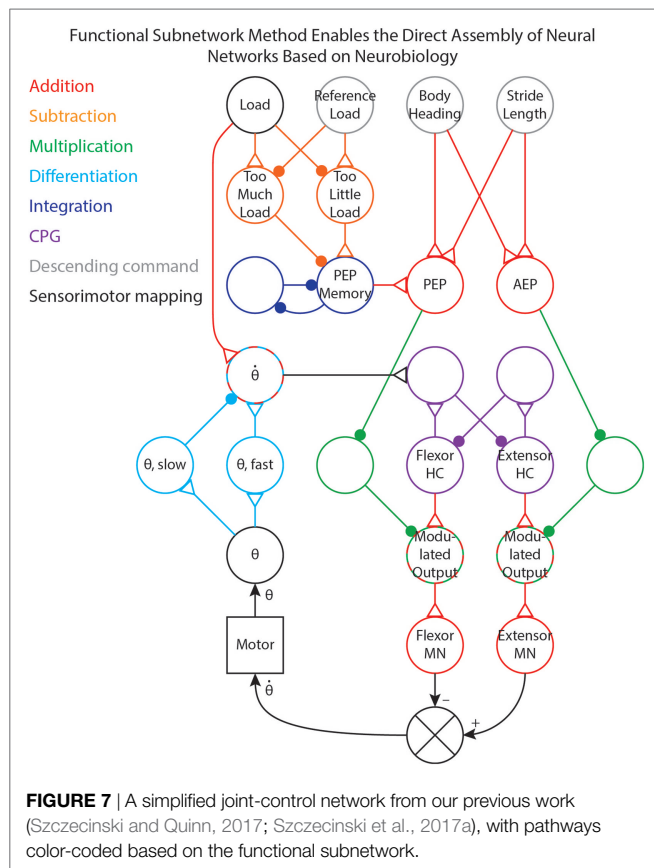 Functional Subnetwork Method Enables the Direct Assembly of Neural
Networks Based on Neurobiology
Addition
Subtraction
Multiplication
Differentiation
Integration
CPG
Descending command
Sensorimotor mapping
Load
Reference
Load
Body
Heading
Stride
Length
Too
Much
Load
Too
Little
Load
PEP
Memory
PEP
AEP
θ̇
θ, slow
θ, fast
Flexor
HC
Extensor
HC
θ
Modu-
lated
Output
Modu-
lated
Output
θ
Motor
Flexor
MN
Extensor
MN
θ̇
−
+
FIGURE 7 | A simplified joint-control network from our previous work
(Szczecinski and Quinn, 2017; Szczecinski et al., 2017a), with pathways
color-coded based on the functional subnetwork.